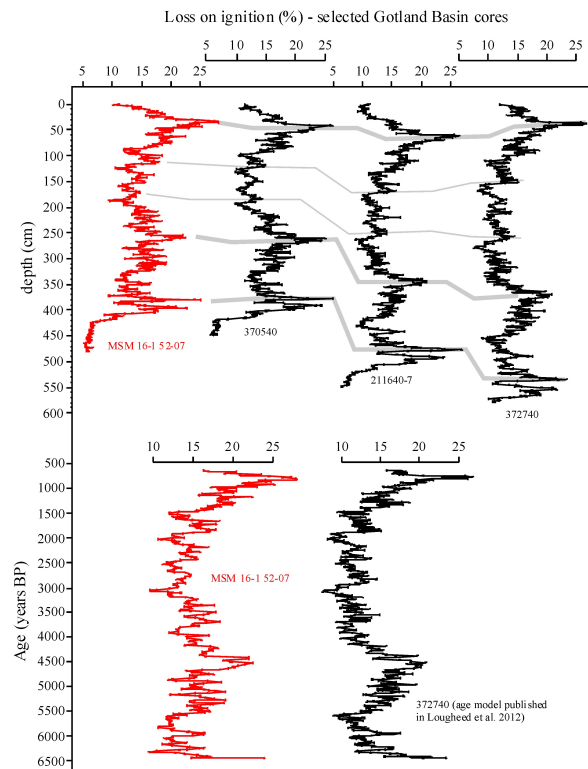 Loss on ignition (%) - selected Gotland Basin cores
5 10 15 20 25 5 10 15 20 25
5 10 15 20 25 5 10 15 20 25
0
50
100
150
200
250
300
350
400
450
500
550
600
depth (cm)
MSM 16-1 52-07
370540
211640-7
372740
10 15 20 25 10 15 20 25
500
1000
1500
2000
2500
3000
3500
4000
4500
5000
5500
6000
6500
Age (years BP)
MSM 16-1 52-07
372740 (age model published
in Lougheed et al. 2012)